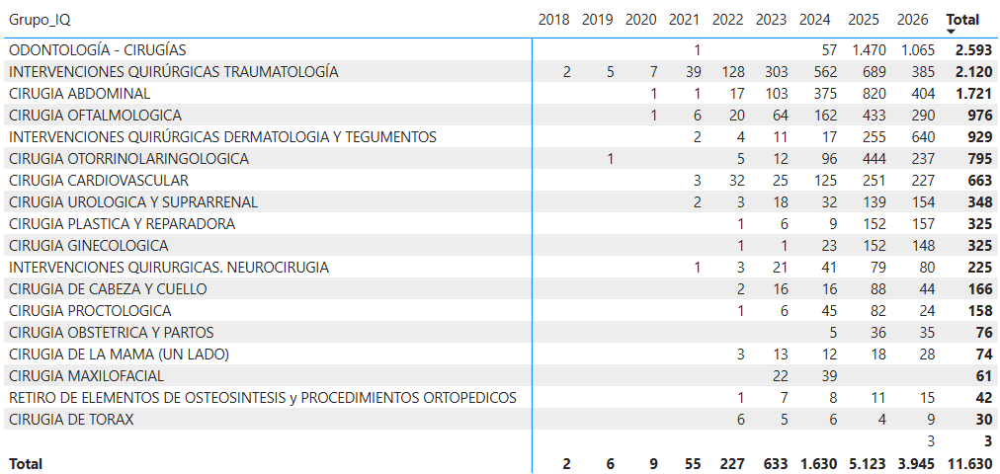 Grupo_IQ 2018 2019 2020 2021 2022 2023 2024 2025 2026 Total
ODONTOLOGÍA - CIRUGÍAS 1 57 1.470 1.065 2.593
INTERVENCIONES QUIRÚRGICAS TRAUMATOLOGÍA 2 5 7 39 128 303 562 689 385 2.120
CIRUGIA ABDOMINAL 1 1 17 103 375 820 404 1.721
CIRUGIA OFTALMOLOGICA 1 6 20 64 162 433 290 976
INTERVENCIONES QUIRÚRGICAS DERMATOLOGIA Y TEGUMENTOS 2 4 11 17 255 640 929
CIRUGIA OTORRINOLARINGOLOGICA 1 5 12 96 444 237 795
CIRUGIA CARDIOVASCULAR 3 32 25 125 251 227 663
CIRUGIA UROLOGICA Y SUPRARRENAL 2 3 18 32 139 154 348
CIRUGIA PLASTICA Y REPARADORA 1 6 9 152 157 325
CIRUGIA GINECOLOGICA 1 1 23 152 148 325
INTERVENCIONES QUIRURGICAS. NEUROCIRUGIA 1 3 21 41 79 80 225
CIRUGIA DE CABEZA Y CUELLO 2 16 16 88 44 166
CIRUGIA PROCTOLOGICA 1 6 45 82 24 158
CIRUGIA OBSTETRICA Y PARTOS 5 36 35 76
CIRUGIA DE LA MAMA (UN LADO) 3 13 12 18 28 74
CIRUGIA MAXILOFACIAL 22 39 61
RETIRO DE ELEMENTOS DE OSTEOSINTESIS y PROCEDIMIENTOS ORTOPEDICOS 1 7 8 11 15 42
CIRUGIA DE TORAX 6 5 6 4 9 30
3 3
Total 2 6 9 55 227 633 1.630 5.123 3.945 11.630